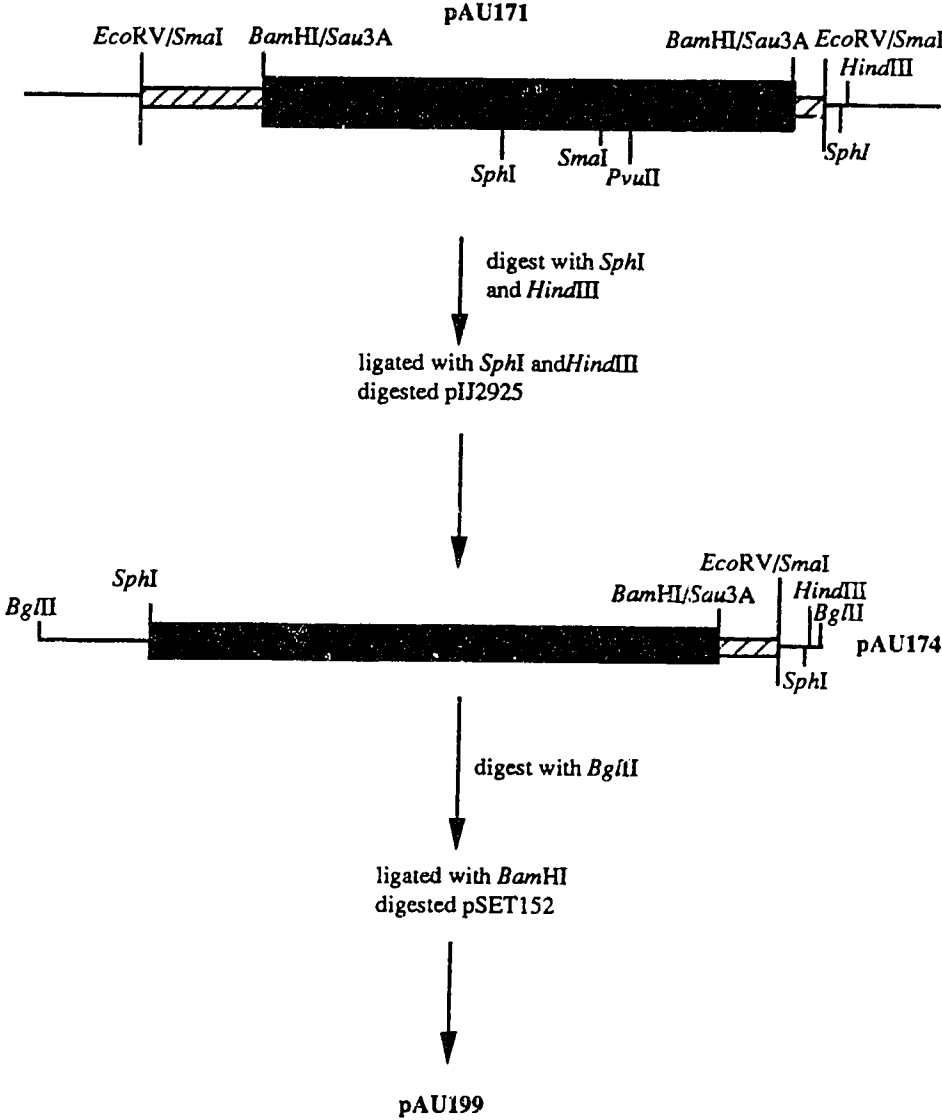 pAU171
EcoRV/SmaI BamHI/Sau3A BamHI/Sau3A EcoRV/SmaI
HindIII
SphI SmaI PvuII SphI
digest with SphI
and HindIII
ligated with SphI andHindIII
digested pIJ2925
EcoRV/SmaI
SphI BamHI/Sau3A HindIII
BglII BglII
pAU174
SphI
digest with BglII
ligated with BamHI
digested pSET152
pAU199